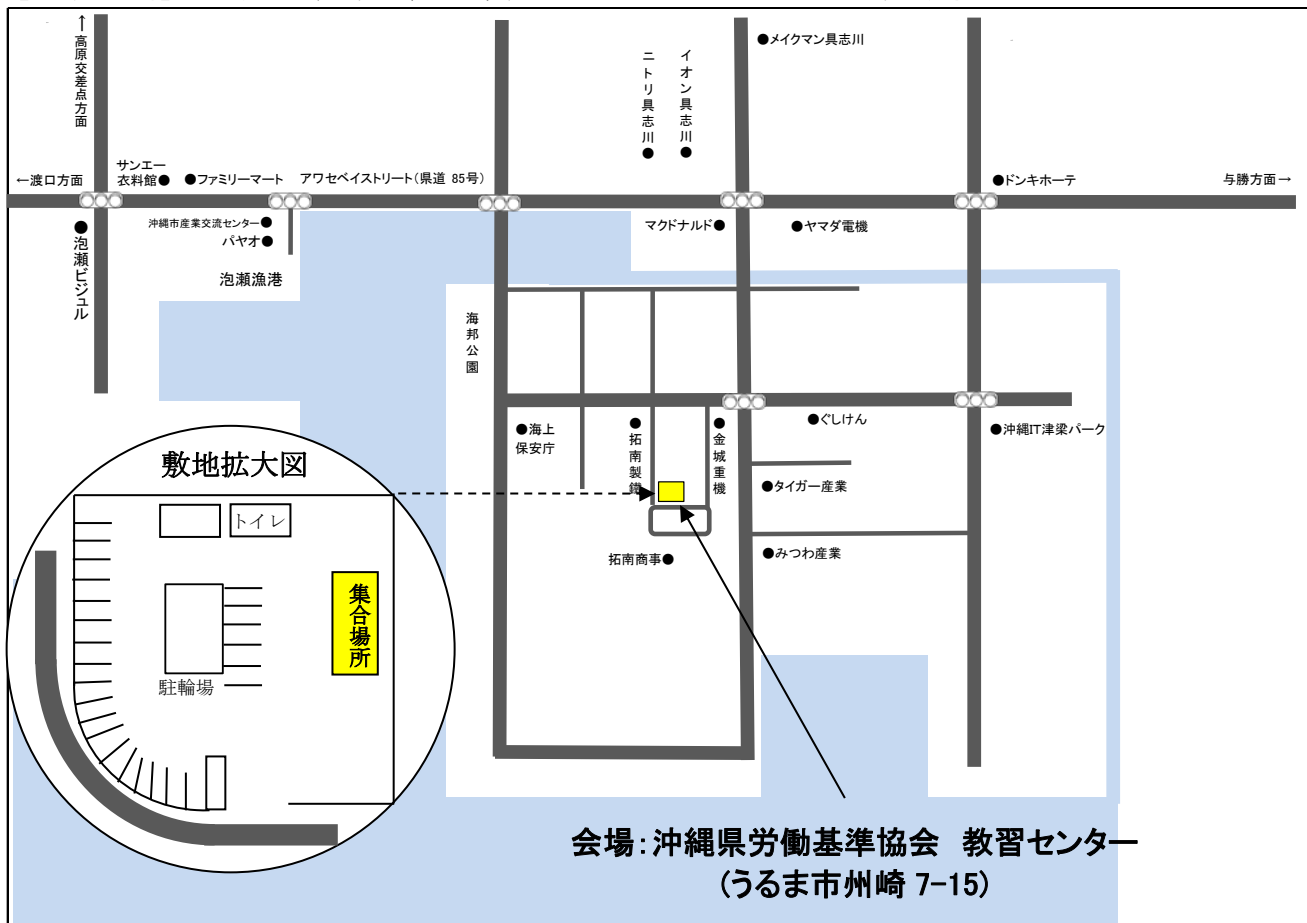 ↑高原交差点方面
●メイクマン具志川
ニトリ具志川●
イオン具志川●
←渡口方面
サンエー
衣料館●
●ファミリーマート
アワセベイストリート(県道 85号)
●ドンキホーテ
与勝方面→
●泡瀬ビジュル
沖縄市産業交流センター●
パヤオ●
泡瀬漁港
マクドナルド●
●ヤマダ電機
海邦公園
●海上
保安庁
●拓南製鐵
●金城重機
●ぐしけん
●沖縄IT津梁パーク
●タイガー産業
拓南商事●
●みつわ産業
敷地拡大図
トイレ
集合場所
駐輪場
会場:沖縄県労働基準協会 教習センター
(うるま市州崎 7-15)